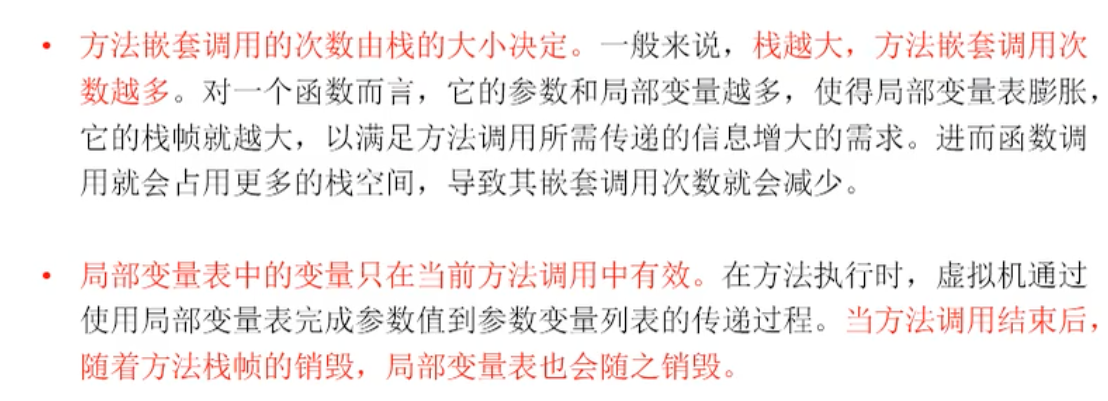 • 方法嵌套调用的次数由栈的大小决定。一般来说，栈越大，方法嵌套调用次
数越多。对一个函数而言，它的参数和局部变量越多，使得局部变量表膨胀，
它的栈帧就越大，以满足方法调用所需传递的信息增大的需求。进而函数调
用就会占用更多的栈空间，导致其嵌套调用次数就会减少。
• 局部变量表中的变量只在当前方法调用中有效。在方法执行时，虚拟机通过
使用局部变量表完成参数值到参数变量列表的传递过程。当方法调用结束后，
随着方法栈帧的销毁，局部变量表也会随之销毁。